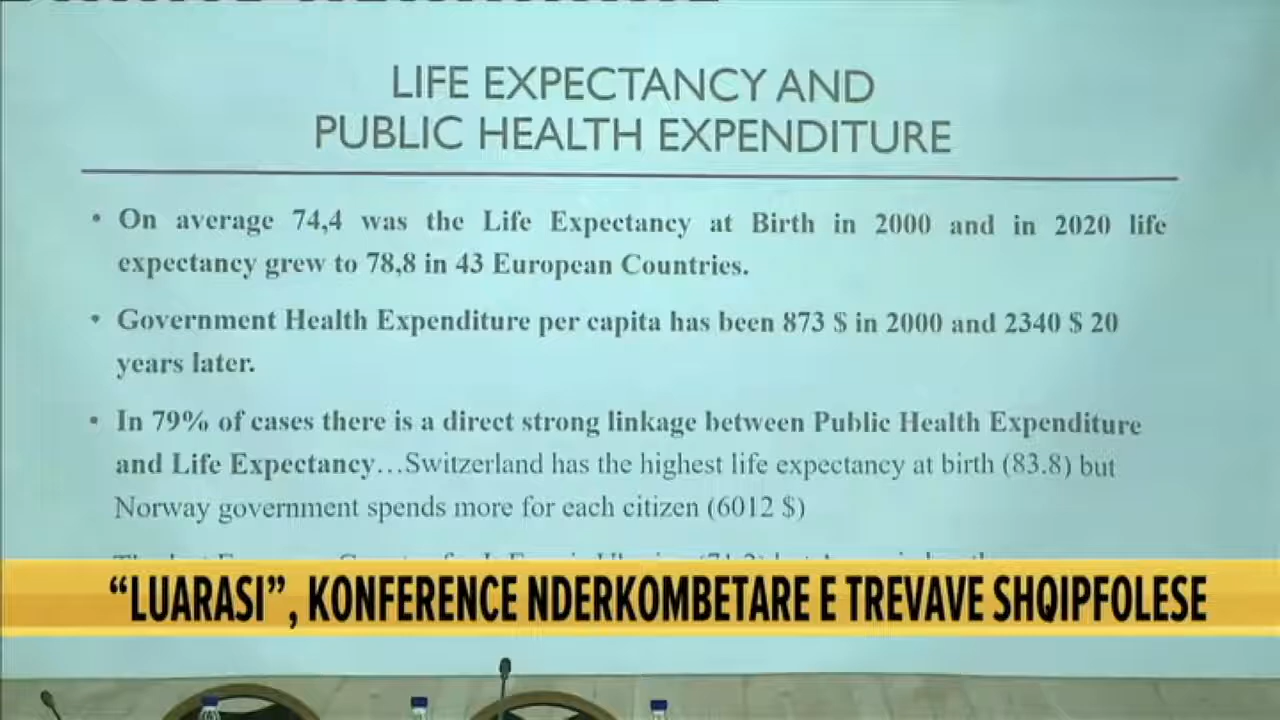 LIFE EXPECTANCY AND
PUBLIC HEALTH EXPENDITURE
• On average 74,4 was the Life Expectancy at Birth in 2000 and in 2020 life
expectancy grew to 78,8 in 43 European Countries.
• Government Health Expenditure per capita has been 873 $ in 2000 and 2340 $ 20
years later.
• In 79% of cases there is a direct strong linkage between Public Health Expenditure
and Life Expectancy…Switzerland has the highest life expectancy at birth (83.8) but
Norway government spends more for each citizen (6012 $)
“LUARASI”, KONFERENCE NDERKOMBETARE E TREVAVE SHQIPFOLESE